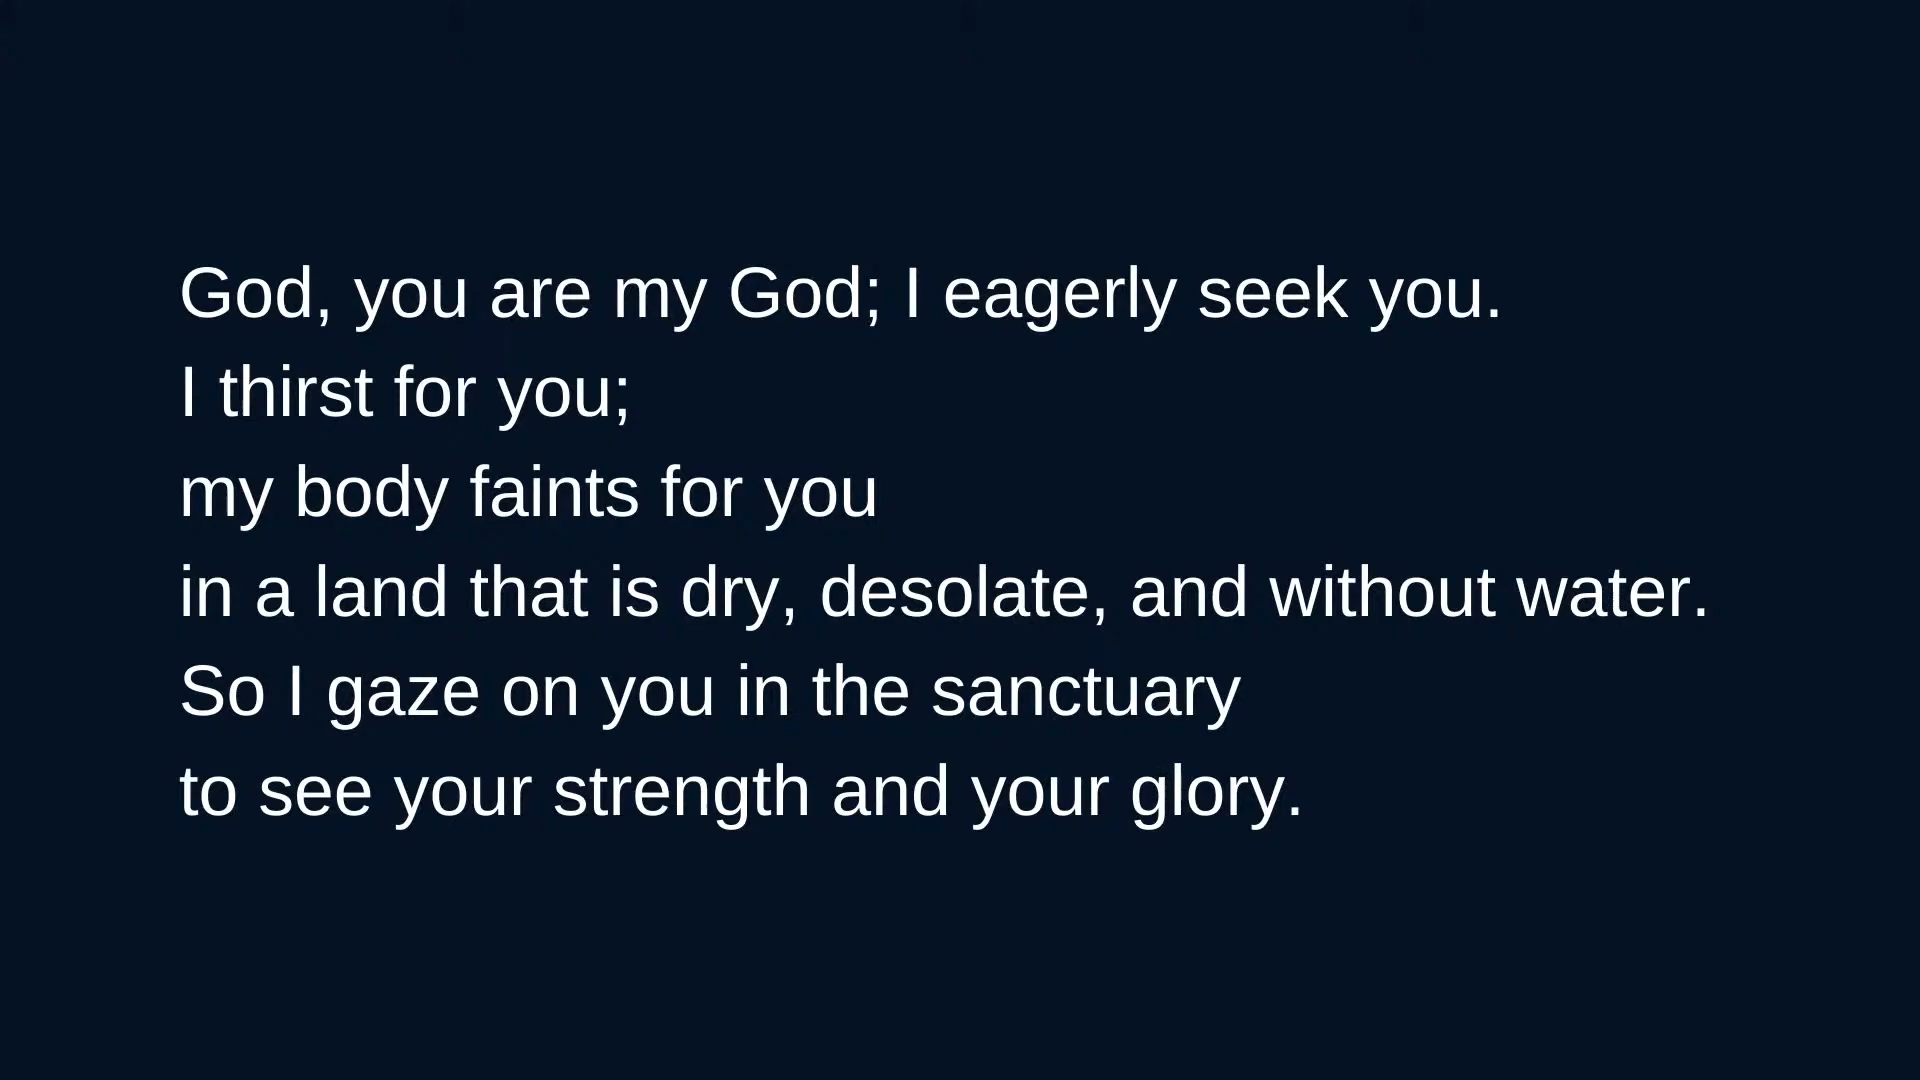 God, you are my God; I eagerly seek you.
I thirst for you;
my body faints for you
in a land that is dry, desolate, and without water.
So I gaze on you in the sanctuary
to see your strength and your glory.